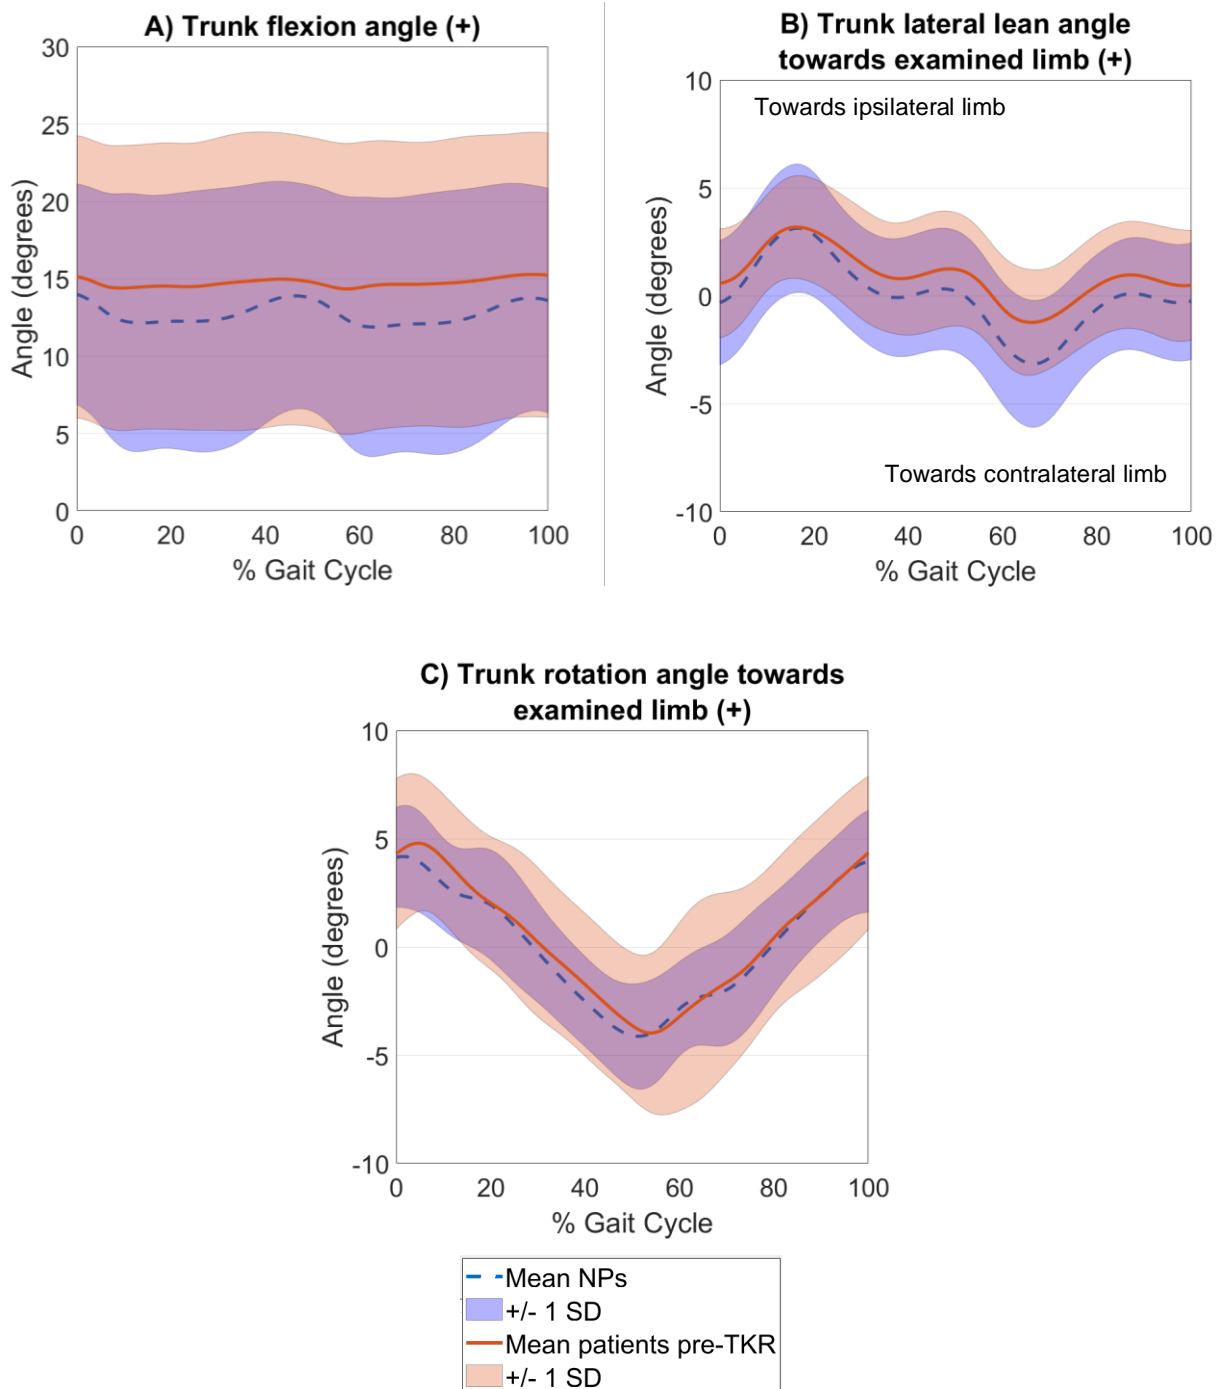 A) Trunk flexion angle (+)
30
25
20
15
10
5
0
Angle (degrees)
0 20 40 60 80 100
% Gait Cycle
B) Trunk lateral lean angle
towards examined limb (+)
10
5
0
-5
-10
Angle (degrees)
Towards ipsilateral limb
Towards contralateral limb
0 20 40 60 80 100
% Gait Cycle
C) Trunk rotation angle towards
examined limb (+)
10
5
0
-5
-10
Angle (degrees)
0 20 40 60 80 100
% Gait Cycle
Mean NPs
+/- 1 SD
Mean patients pre-TKR
+/- 1 SD